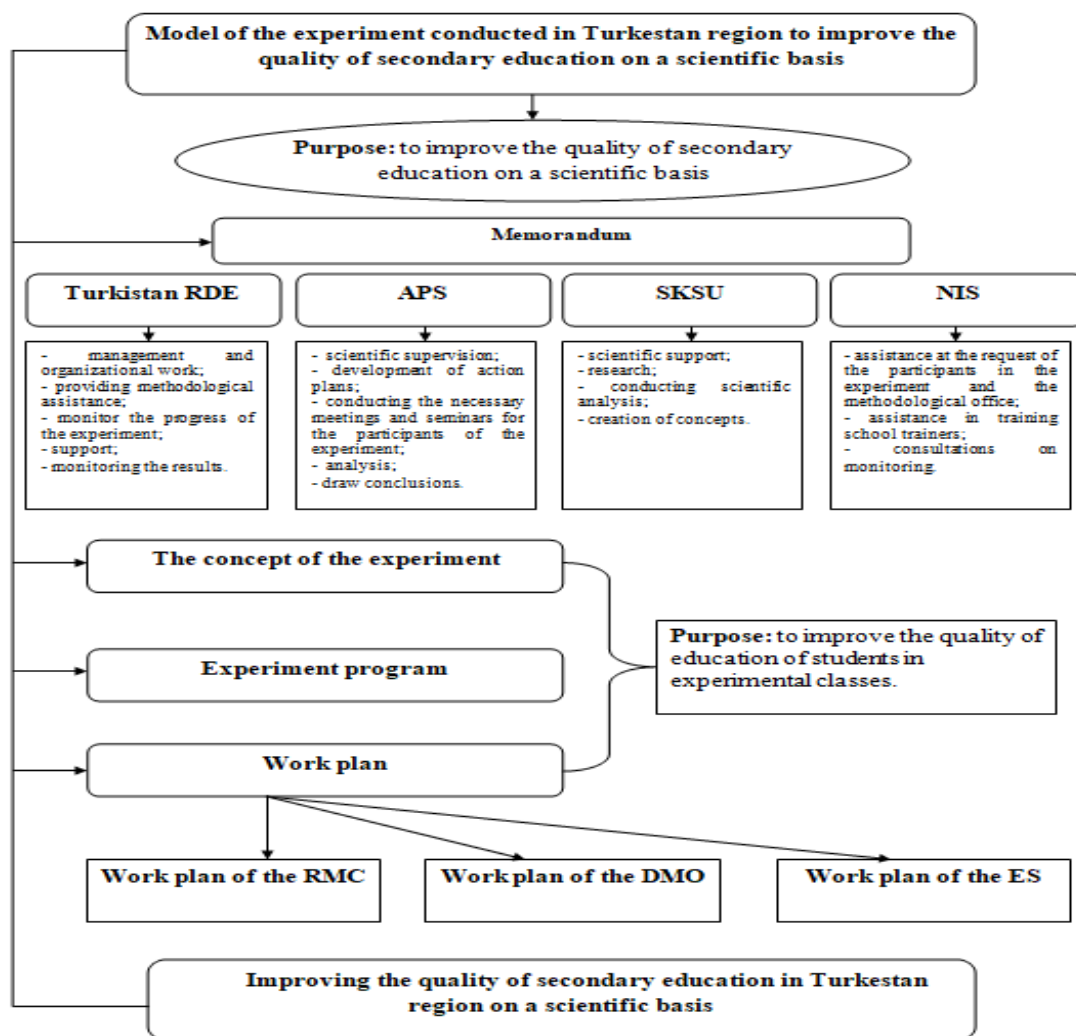 Model of the experiment conducted in Turkestan region to improve the
quality of secondary education on a scientific basis
Purpose: to improve the quality of secondary
education on a scientific basis
Memorandum
Turkistan RDE
APS
SKSU
NIS
- management and
organizational work;
- providing methodological
assistance;
- monitor the progress of
the experiment;
- support;
- monitoring the results.
- scientific supervision;
- development of action
plans;
- conducting the necessary
meetings and seminars for
the participants of the
experiment;
- analysis;
- draw conclusions.
- scientific support;
- research;
- conducting scientific
analysis;
- creation of concepts.
- assistance at the request of
the participants in the
experiment and the
methodological office;
- assistance in training
school trainers;
- consultations on
monitoring.
The concept of the experiment
Experiment program
Work plan
Purpose: to improve the quality of
education of students in
experimental classes.
Work plan of the RMC
Work plan of the DMO
Work plan of the ES
Improving the quality of secondary education in Turkestan
region on a scientific basis